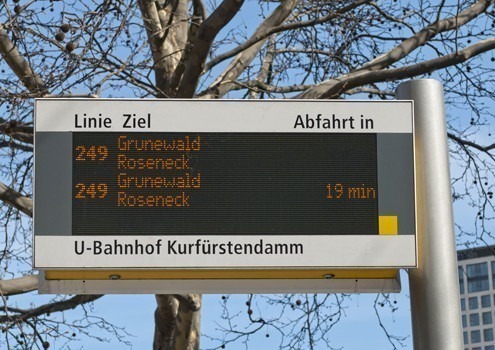 Linie Ziel Abfahrt in
249 Grunewald
Roseneck
249 Grunewald
Roseneck 19 min
U-Bahnhof Kurfürstendamm